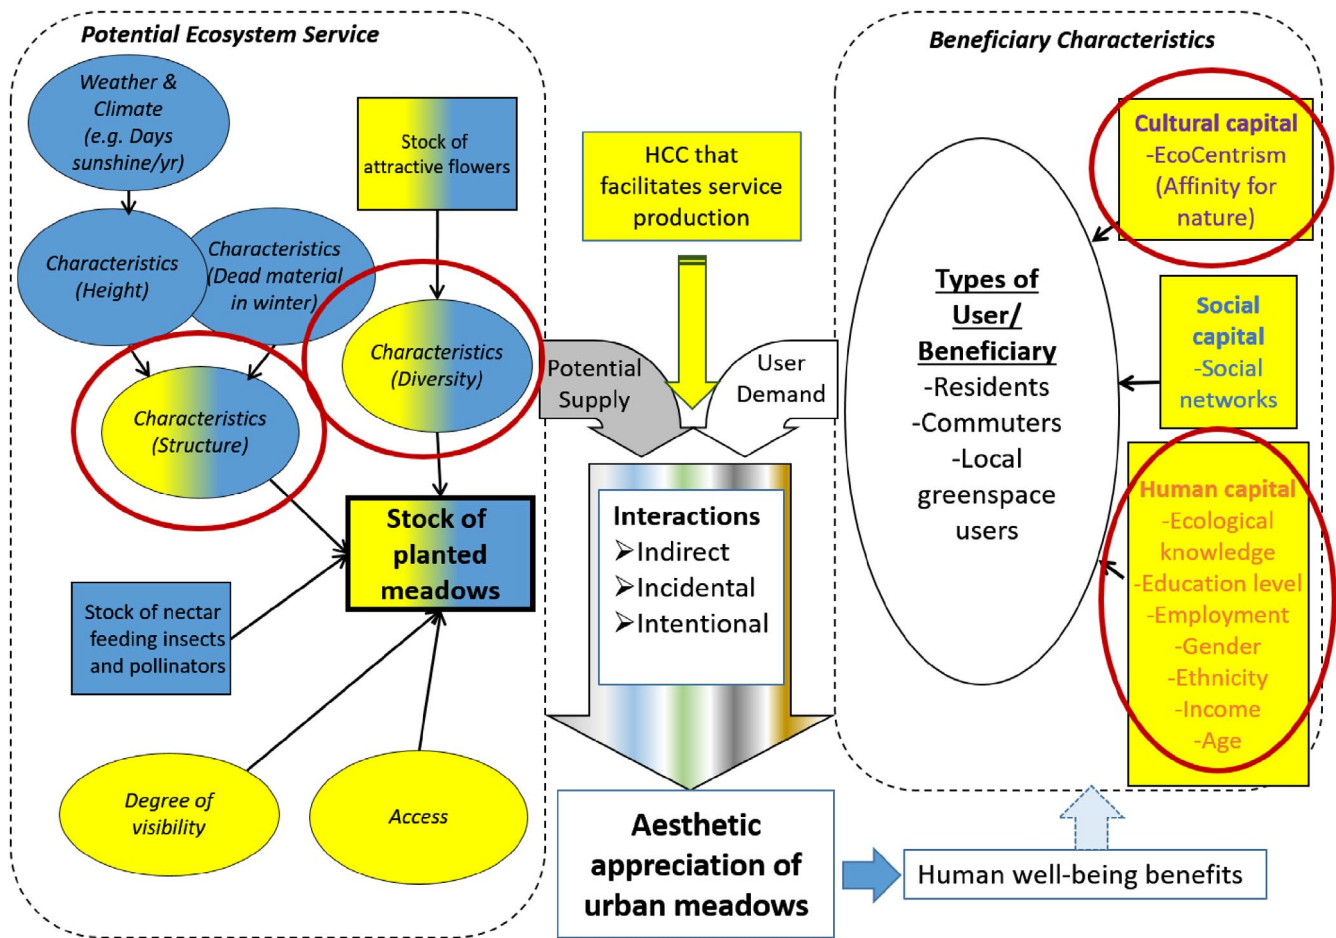 Potential Ecosystem Service
Weather &
Climate
(e.g. Days
sunshine/yr)
Stock of
attractive flowers
Characteristics
(Height)
Characteristics
(Dead material
in winter)
Characteristics
(Diversity)
Characteristics
(Structure)
Stock of
planted
meadows
Stock of nectar
feeding insects
and pollinators
Degree of
visibility
Access
HCC that
facilitates service
production
Potential
Supply
User
Demand
Interactions
➢Indirect
➢Incidental
➢Intentional
Aesthetic
appreciation of
urban meadows
Human well-being benefits
Beneficiary Characteristics
Types of
User/
Beneficiary
-Residents
-Commuters
-Local
greenspace
users
Cultural capital
-EcoCentrism
(Affinity for
nature)
Social
capital
-Social
networks
Human capital
-Ecological
knowledge
-Education level
-Employment
-Gender
-Ethnicity
-Income
-Age